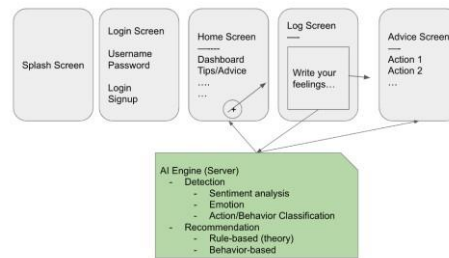 Splash Screen
Login Screen
Username
Password
Login
Signup
Home Screen
--------
Dashboard
Tips/Advice
....
...
+
Log Screen
----
Write your
feelings...
Advice Screen
----
Action 1
Action 2
...
AI Engine (Server)
- Detection
- Sentiment analysis
- Emotion
- Action/Behavior Classification
- Recommendation
- Rule-based (theory)
- Behavior-based